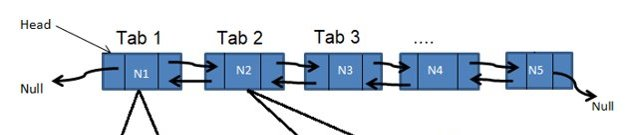 Head
Tab 1 Tab 2 Tab 3 ....
N1 N2 N3 N4 N5
Null
Null